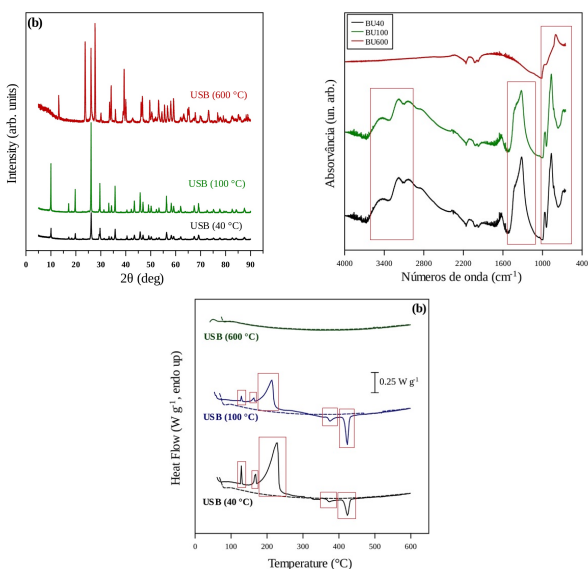 (b)
USB (600 °C)
USB (100 °C)
USB (40 °C)
Intensity (arb. units)
0 10 20 30 40 50 60 70 80 90
2θ (deg)
BU40
BU100
BU600
Absorvância (un. arb.)
4000 3400 2800 2200 1600 1000 400
Números de onda (cm-1)
(b)
USB (600 °C)
0.25 W g-1
USB (100 °C)
USB (40 °C)
Heat Flow (W g-1, endo up)
0 100 200 300 400 500 600
Temperature (°C)